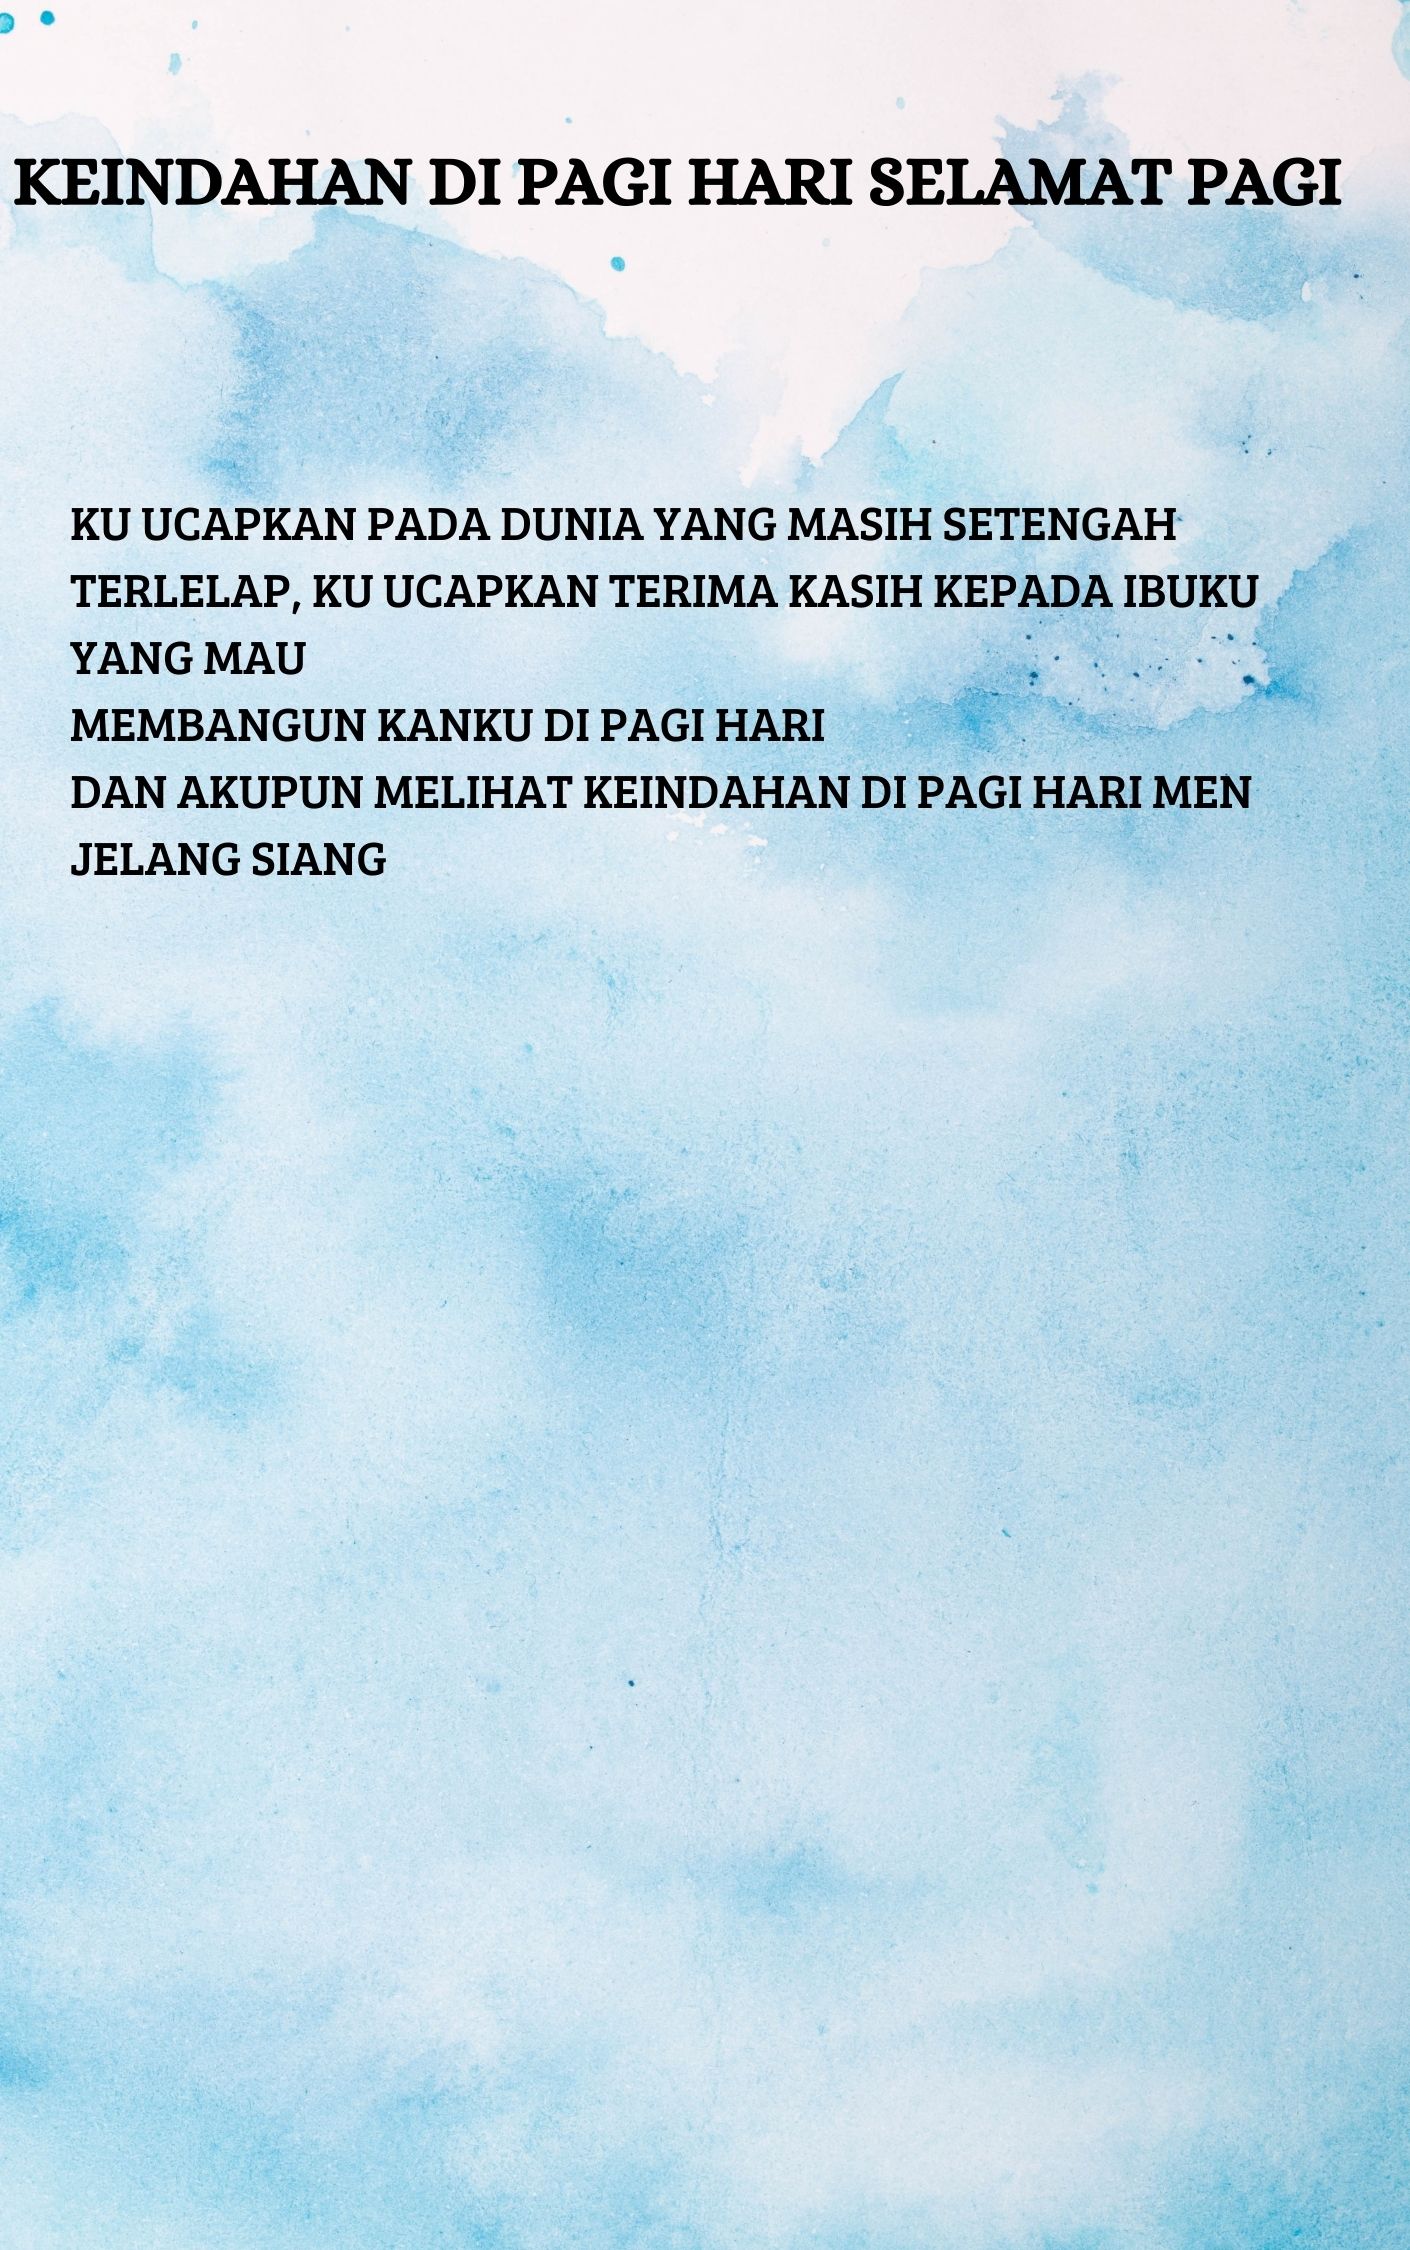 KEINDAHAN DI PAGI HARI SELAMAT PAGI
KU UCAPKAN PADA DUNIA YANG MASIH SETENGAH
TERLELAP, KU UCAPKAN TERIMA KASIH KEPADA IBUKU
YANG MAU
MEMBANGUN KANKU DI PAGI HARI
DAN AKUPUN MELIHAT KEINDAHAN DI PAGI HARI MEN
JELANG SIANG